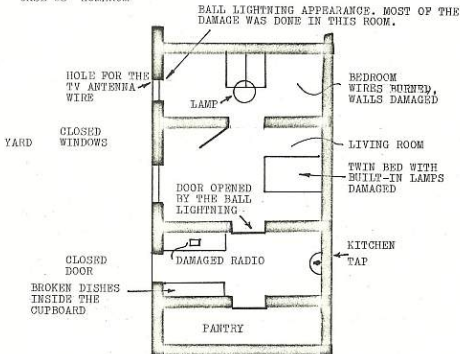 BALL LIGHTNING APPEARANCE. MOST OF THE
DAMAGE WAS DONE IN THIS ROOM.
HOLE FOR THE
TV ANTENNA
WIRE
LAMP
BEDROOM
WIRES BURNED,
WALLS DAMAGED
YARD
CLOSED
WINDOWS
LIVING ROOM
TWIN BED WITH
BUILT-IN LAMPS
DAMAGED
DOOR OPENED
BY THE BALL
LIGHTNING
CLOSED
DOOR
DAMAGED RADIO
KITCHEN
TAP
BROKEN DISHES
INSIDE THE
CUPBOARD
PANTRY